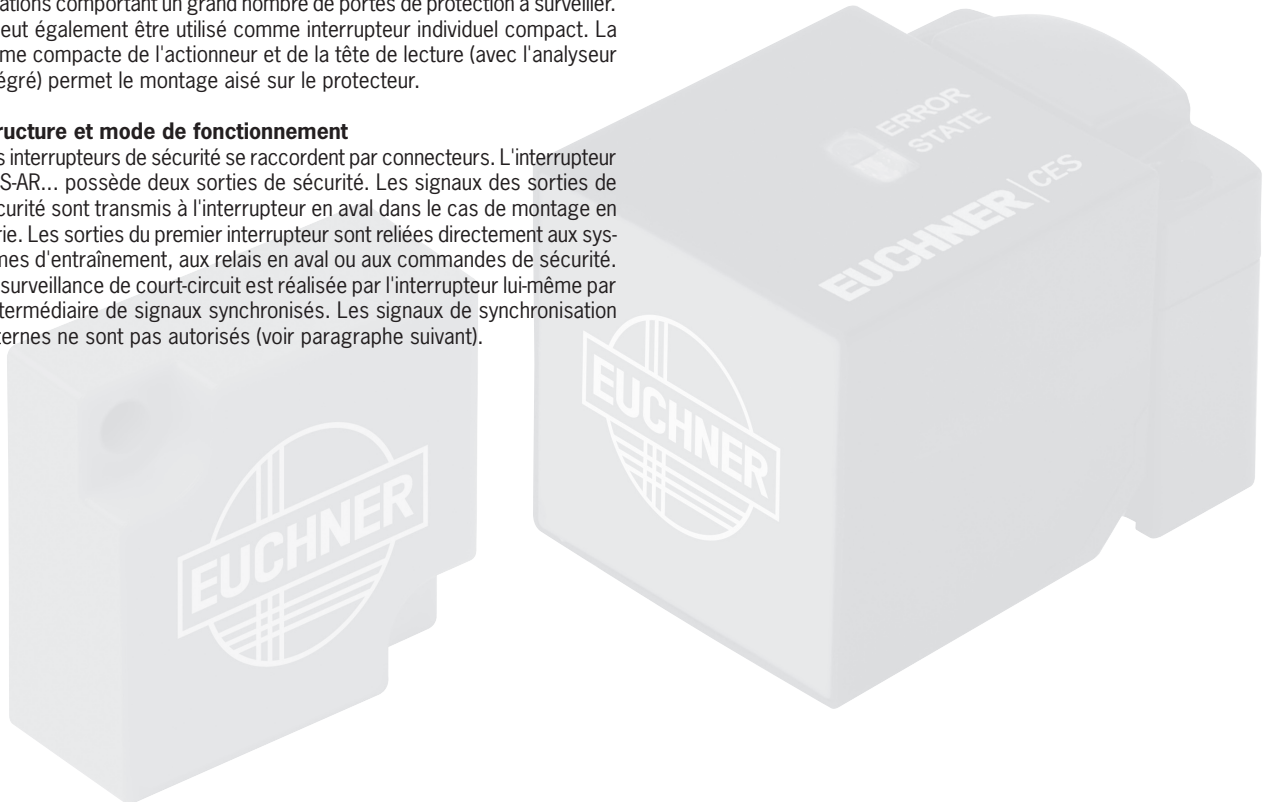 ations comportant un grand nombre de portes de protection à surveiller.
eut également être utilisé comme interrupteur individuel compact. La
me compacte de l'actionneur et de la tête de lecture (avec l'analyseur
égré) permet le montage aisé sur le protecteur.
ructure et mode de fonctionnement
s interrupteurs de sécurité se raccordent par connecteurs. L'interrupteur
S-AR... possède deux sorties de sécurité. Les signaux des sorties de
curité sont transmis à l'interrupteur en aval dans le cas de montage en
rie. Les sorties du premier interrupteur sont reliées directement aux sys-
mes d'entraînement, aux relais en aval ou aux commandes de sécurité.
surveillance de court-circuit est réalisée par l'interrupteur lui-même par
termédiaire de signaux synchronisés. Les signaux de synchronisation
ternes ne sont pas autorisés (voir paragraphe suivant).
ERROR
STATE
EUCHNER | CES
EUCHNER
EUCHNER